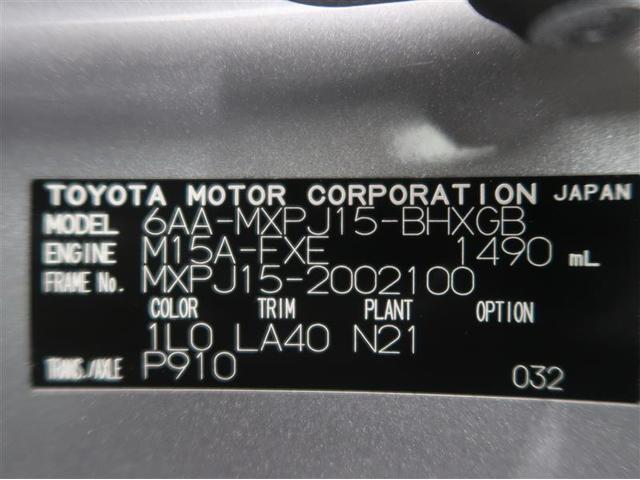 TOYOTA MOTOR CORPORATION JAPAN
MODEL 6AA-MXPJ15-BHXGB
ENGINE M15A-FXE 1490 mL
FRAME No. MXPJ15-2002100
COLOR TRIM PLANT OPTION
1L0 LA40 N21
TRANS./AXLE P910 032